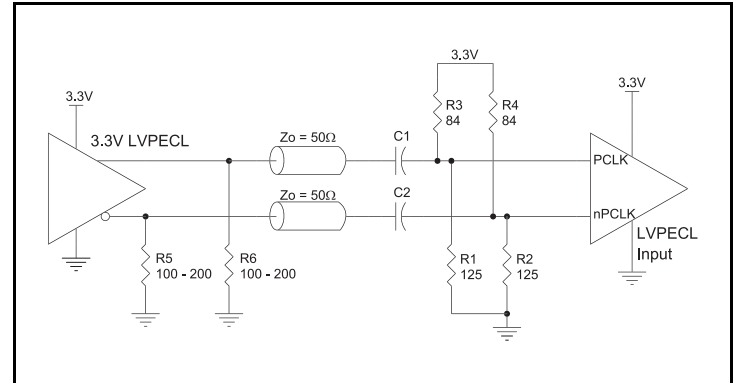 3.3V
3.3V LVPECL
R5
100 - 200
R6
100 - 200
Zo = 50Ω
Zo = 50Ω
C1
C2
3.3V
R3
84
R4
84
R1
125
R2
125
3.3V
PCLK
nPCLK
LVPECL
Input